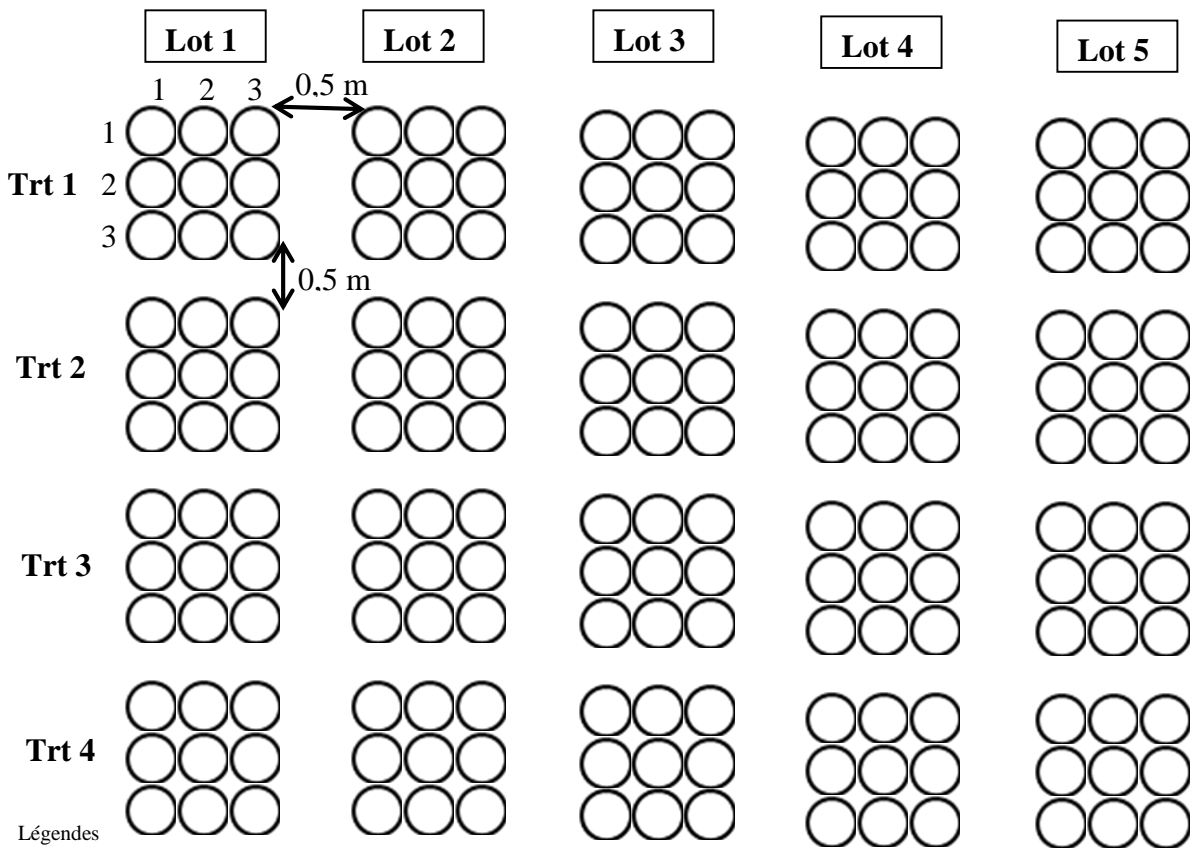 Lot 1 Lot 2 Lot 3 Lot 4 Lot 5
1 2 3 0,5 m
1
Trt 1 2
3
0,5 m
Trt 2
Trt 3
Trt 4
Légendes